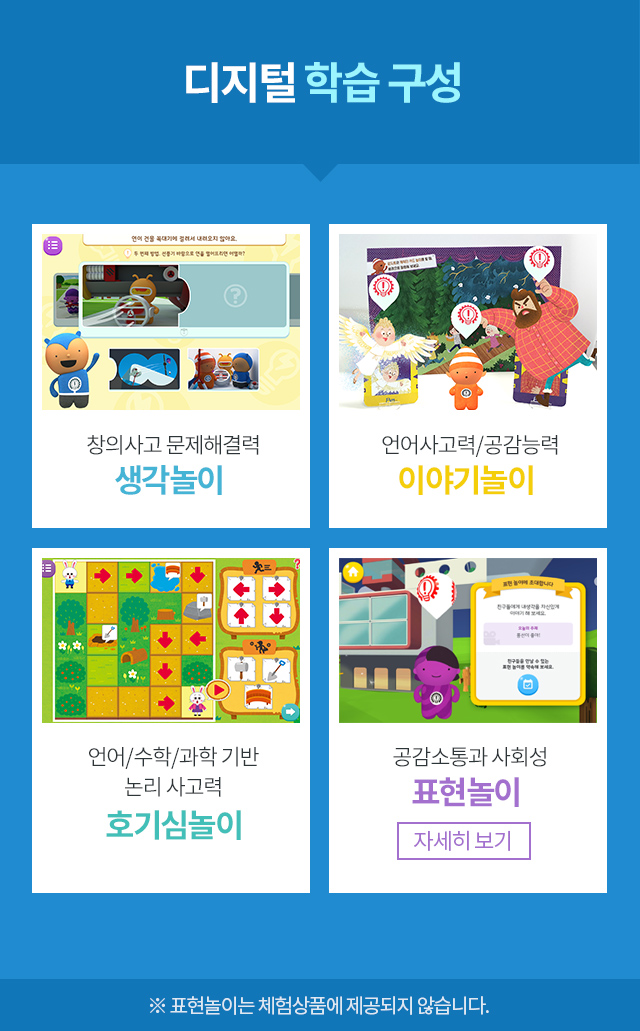 디지털 학습 구성
연이 건물 꼭대기에 걸려서 내려오지 않아요.
두 번째 방법. 선풍기 바람으로 연을 떨어뜨리면 어떨까?
창의사고 문제해결력
생각놀이
언어사고력/공감능력
이야기놀이
언어/수학/과학 기반
논리 사고력
호기심놀이
표현 놀이에 초대합니다
친구들에게 내 생각을 자신있게
이야기 해 보세요.
오늘의 주제
풍선이 좋아!
친구들을 만날 수 있는
표현 놀이를 약속해 보세요.
공감소통과 사회성
표현놀이
자세히 보기
※ 표현놀이는 체험상품에 제공되지 않습니다.